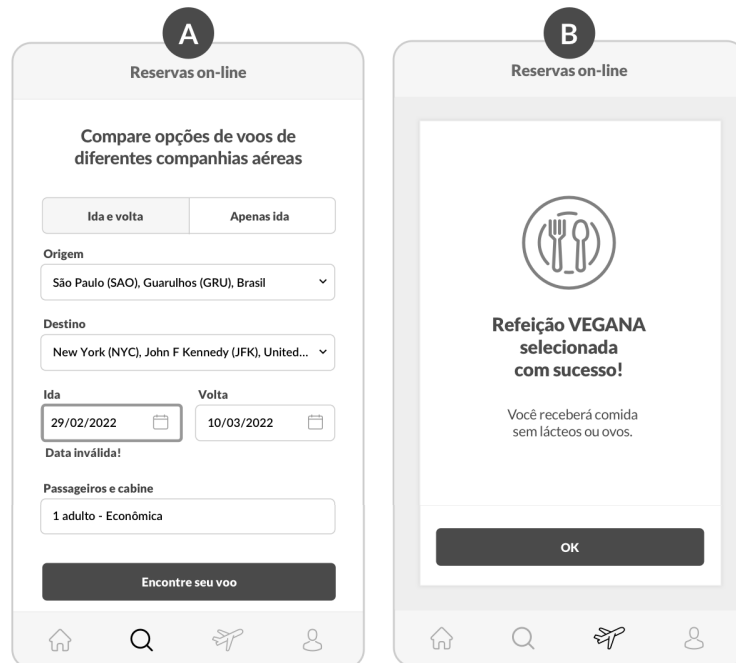 A
Reservas on-line
Compare opções de voos de
diferentes companhias aéreas
Ida e volta
Apenas ida
Origem
São Paulo (SAO), Guarulhos (GRU), Brasil
Destino
New York (NYC), John F Kennedy (JFK), United...
Ida
Volta
29/02/2022
10/03/2022
Data inválida!
Passageiros e cabine
1 adulto - Econômica
Encontre seu voo
B
Reservas on-line
Refeição VEGANA
selecionada
com sucesso!
Você receberá comida
sem lácteos ou ovos.
OK